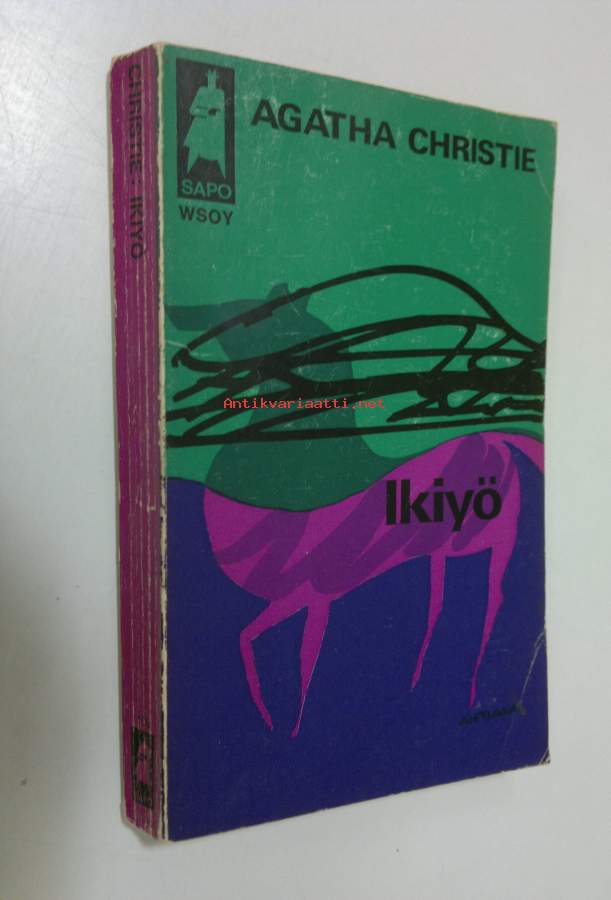 CHRISTIE: IKIYÖ
SAPO
WSOY
AGATHA CHRISTIE
Antikvariaatti.net
Ikiyö